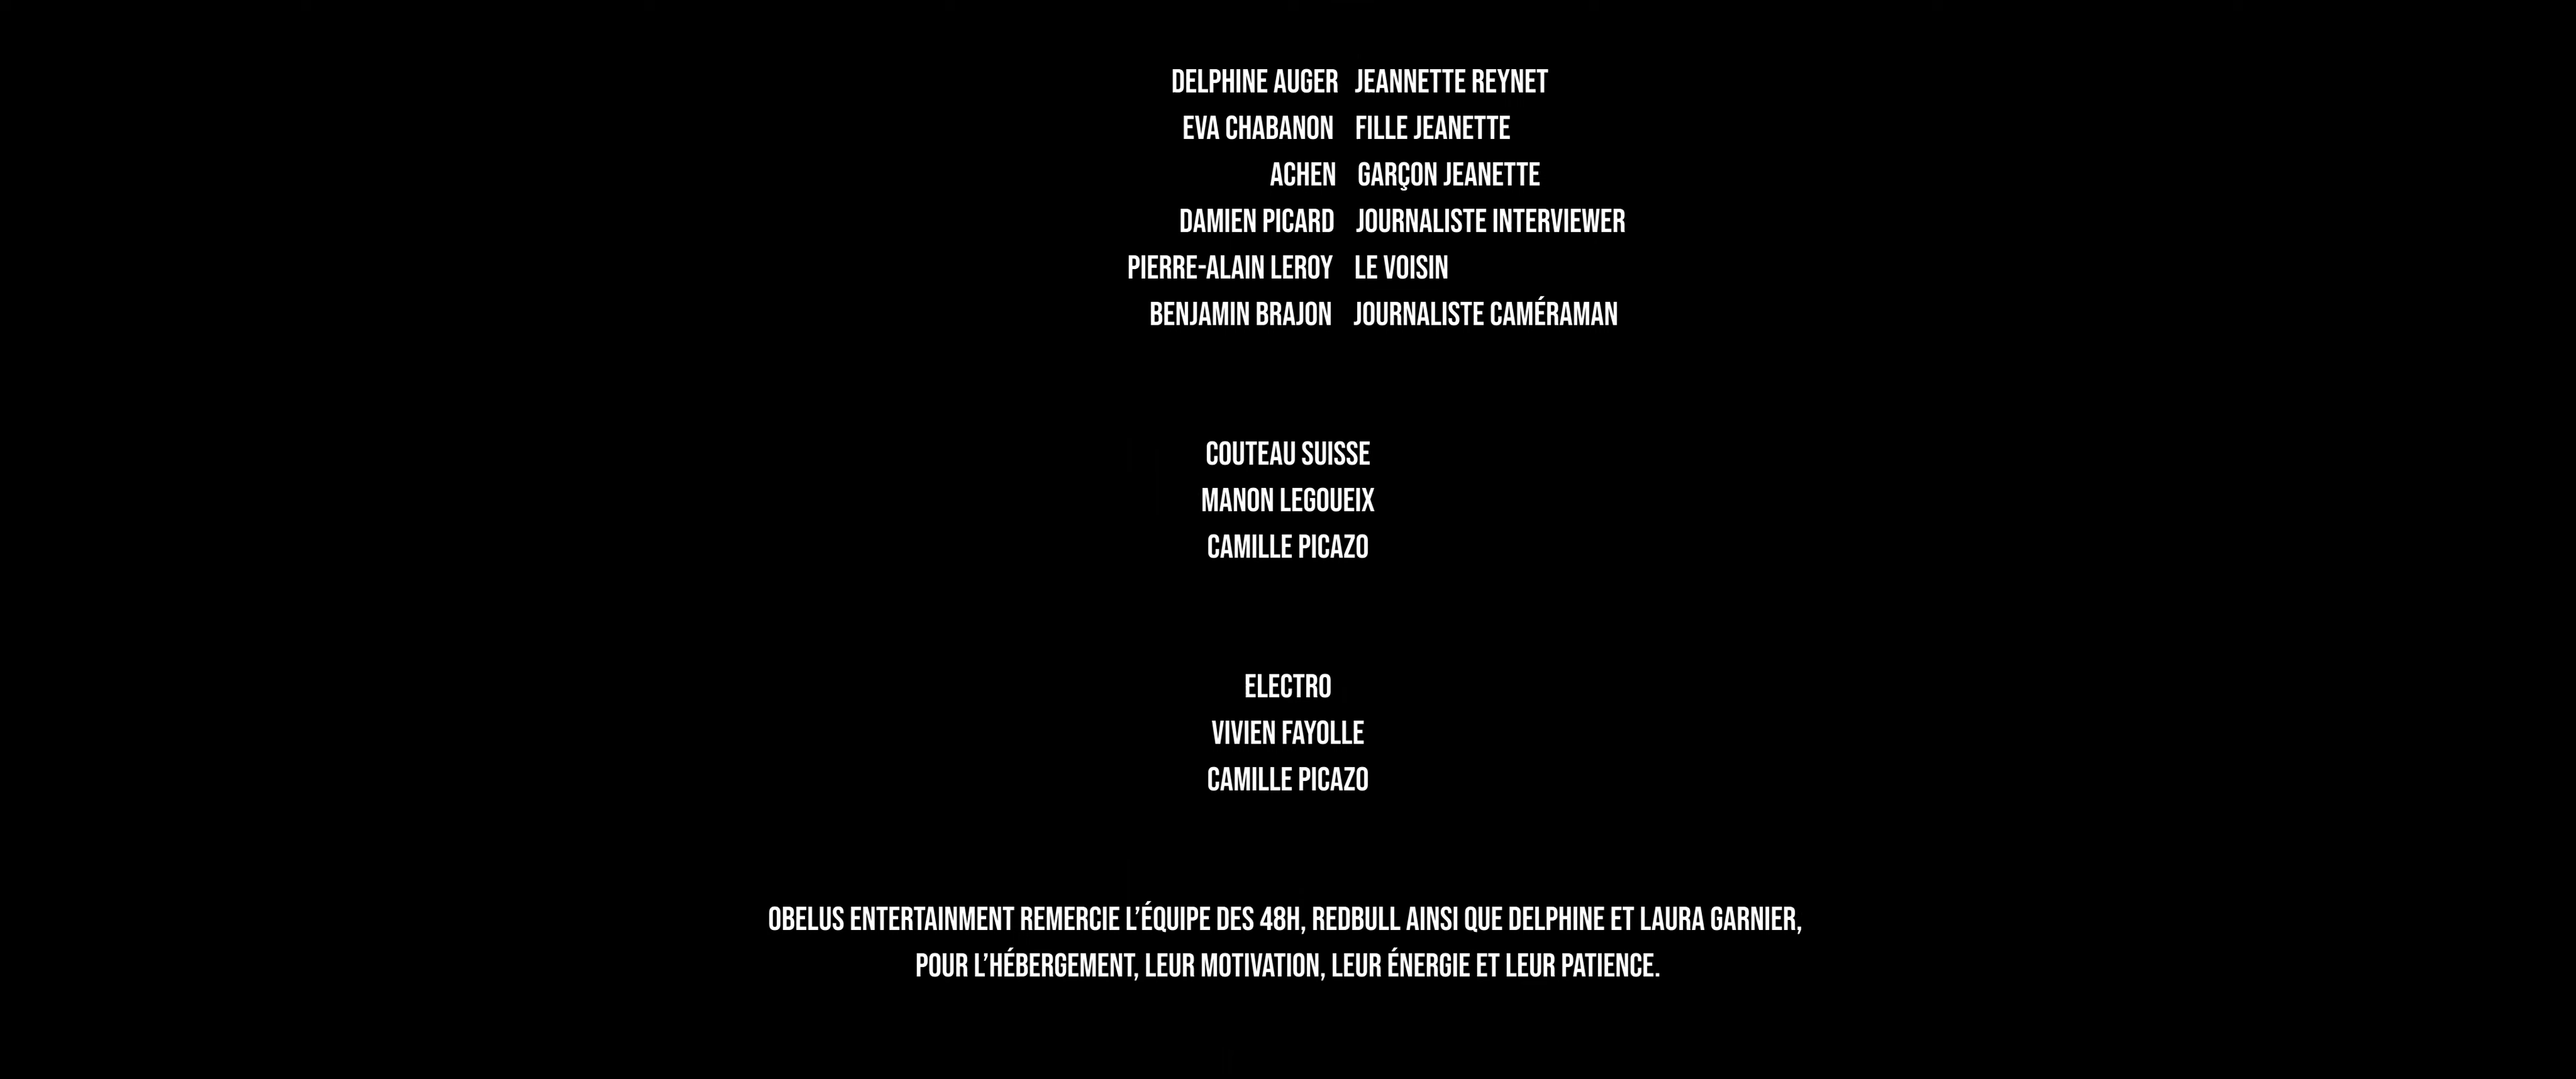 DELPHINE AUGER JEANNETTE REYNET
EVA CHABANON FILLE JEANETTE
ACHEN GARÇON JEANETTE
DAMIEN PICARD JOURNALISTE INTERVIEWER
PIERRE-ALAIN LEROY LE VOISIN
BENJAMIN BRAJON JOURNALISTE CAMÉRAMAN
COUTEAU SUISSE
MANON LEGOUEIX
CAMILLE PICAZO
ELECTRO
VIVIEN FAYOLLE
CAMILLE PICAZO
OBELUS ENTERTAINMENT REMERCIE L’ÉQUIPE DES 48H, REDBULL AINSI QUE DELPHINE ET LAURA GARNIER,
POUR L’HÉBERGEMENT, LEUR MOTIVATION, LEUR ÉNERGIE ET LEUR PATIENCE.